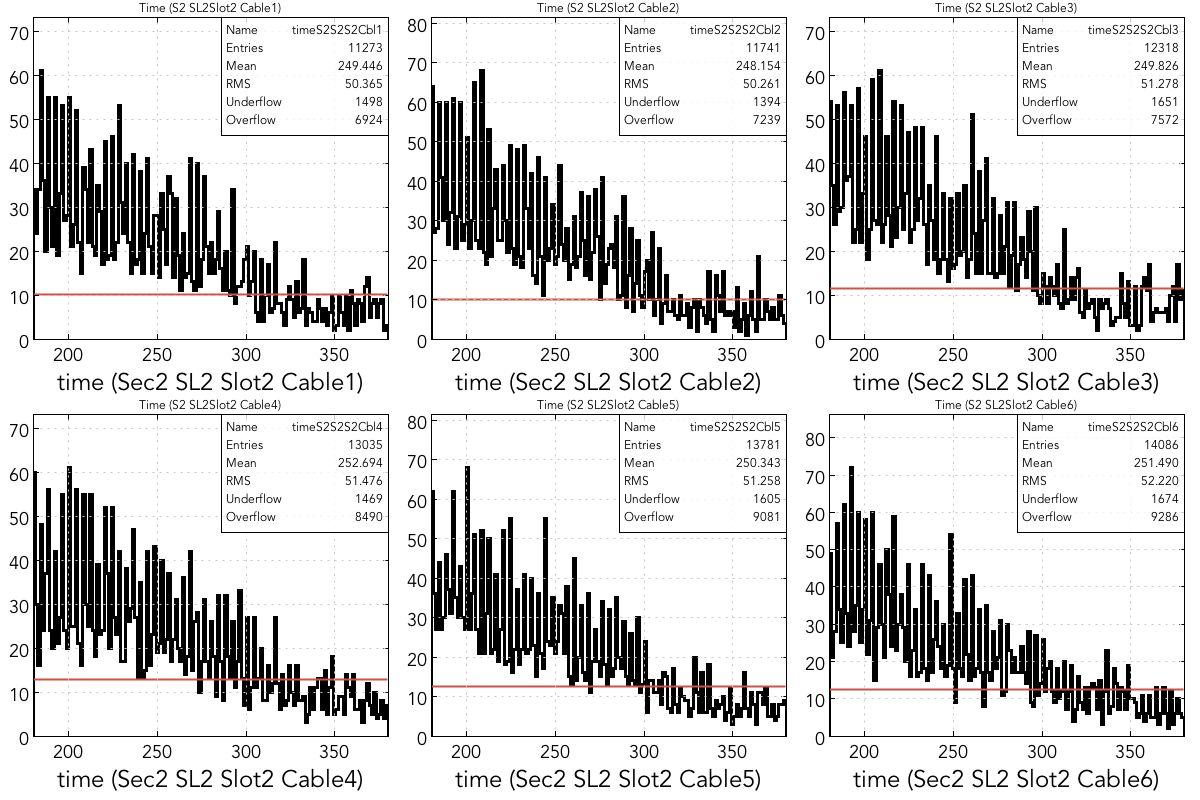 Time (S2 SL2Slot2 Cable1)
Name timeS2S2S2Cbl1
Entries 11273
Mean 249.446
RMS 50.365
Underflow 1498
Overflow 6924
70
60
50
40
30
20
10
0
200 250 300 350
time (Sec2 SL2 Slot2 Cable1)
Time (S2 SL2Slot2 Cable2)
Name timeS2S2S2Cbl2
Entries 11741
Mean 248.154
RMS 50.261
Underflow 1394
Overflow 7239
80
70
60
50
40
30
20
10
0
200 250 300 350
time (Sec2 SL2 Slot2 Cable2)
Time (S2 SL2Slot2 Cable3)
Name timeS2S2S2Cbl3
Entries 12318
Mean 249.826
RMS 51.278
Underflow 1651
Overflow 7572
70
60
50
40
30
20
10
0
200 250 300 350
time (Sec2 SL2 Slot2 Cable3)
Time (S2 SL2Slot2 Cable4)
Name timeS2S2S2Cbl4
Entries 13035
Mean 252.694
RMS 51.476
Underflow 1469
Overflow 8490
70
60
50
40
30
20
10
0
200 250 300 350
time (Sec2 SL2 Slot2 Cable4)
Time (S2 SL2Slot2 Cable5)
Name timeS2S2S2Cbl5
Entries 13781
Mean 250.343
RMS 51.258
Underflow 1605
Overflow 9081
80
70
60
50
40
30
20
10
0
200 250 300 350
time (Sec2 SL2 Slot2 Cable5)
Time (S2 SL2Slot2 Cable6)
Name timeS2S2S2Cbl6
Entries 14086
Mean 251.490
RMS 52.220
Underflow 1674
Overflow 9286
80
70
60
50
40
30
20
10
0
200 250 300 350
time (Sec2 SL2 Slot2 Cable6)